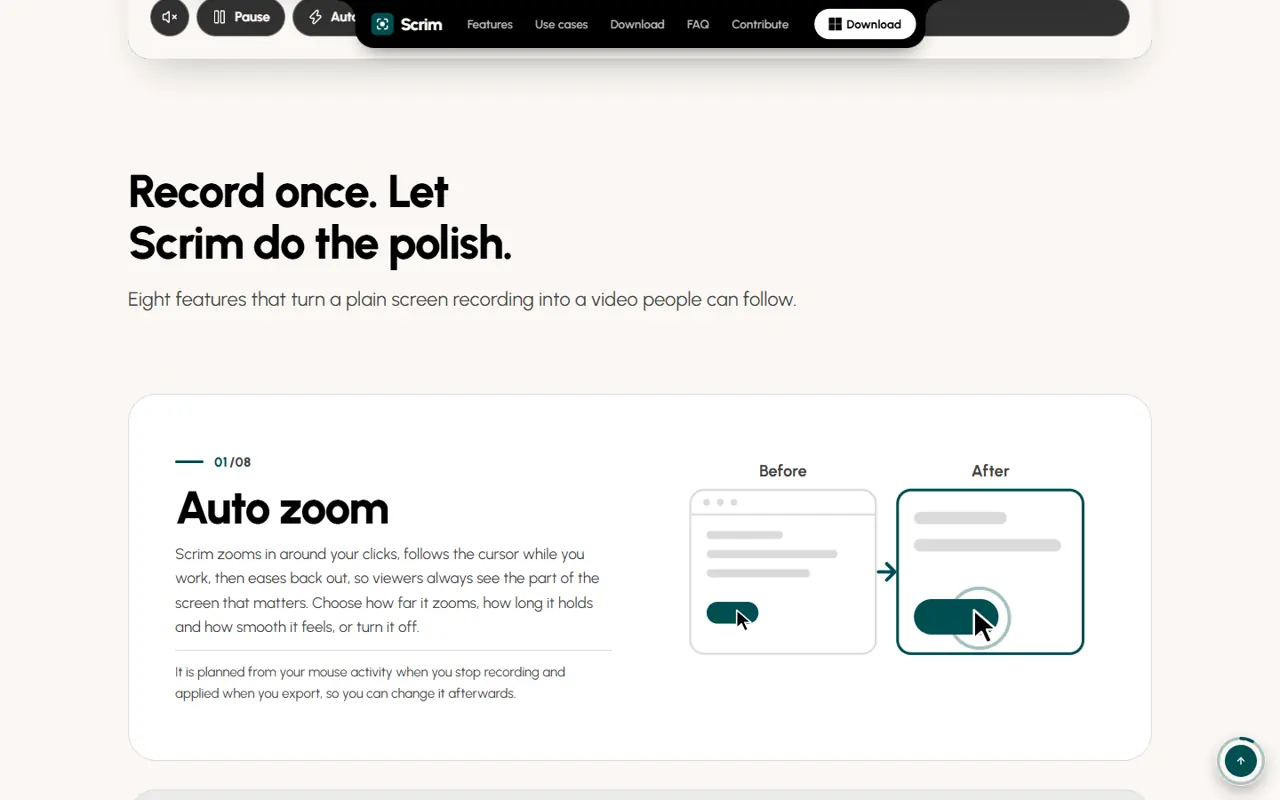 Pause
Scrim
Features
Use cases
Download
FAQ
Contribute
Download
Record once. Let
Scrim do the polish.
Eight features that turn a plain screen recording into a video people can follow.
01/08
Auto zoom
Scrim zooms in around your clicks, follows the cursor while you
work, then eases back out, so viewers always see the part of the
screen that matters. Choose how far it zooms, how long it holds
and how smooth it feels, or turn it off.
It is planned from your mouse activity when you stop recording and
applied when you export, so you can change it afterwards.
Before
After